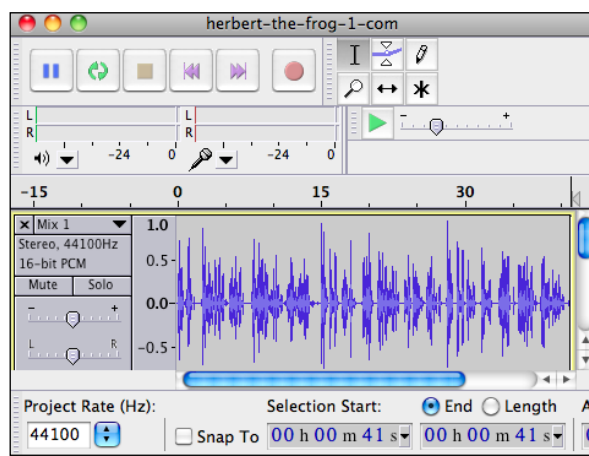 herbert-the-frog-1-com
L
R
-24 0
L
R
-24 0
- +
-15 0 15 30
Mix 1
Stereo, 44100Hz
16-bit PCM
Mute Solo
- +
L R
1.0
0.5-
0.0-
-0.5-
Project Rate (Hz): Selection Start: End Length A
44100 Snap To 00 h 00 m 41 s 00 h 00 m 41 s 0